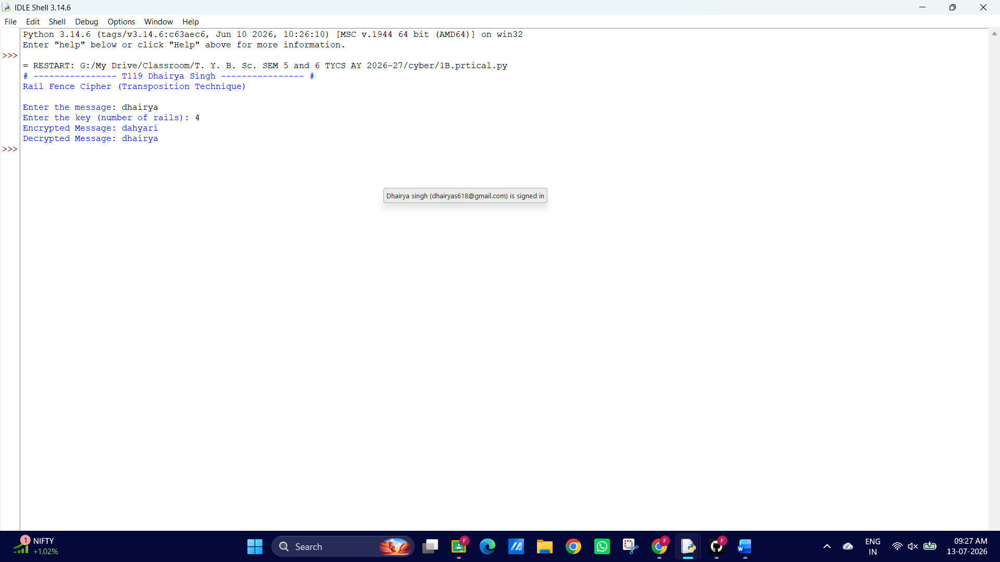 IDLE Shell 3.14.6
File Edit Shell Debug Options Window Help
Python 3.14.6 (tags/v3.14.6:c63aec6, Jun 10 2026, 10:26:10) [MSC v.1944 64 bit (AMD64)] on win32
Enter "help" below or click "Help" above for more information.
>>>
= RESTART: G:/My Drive/Classroom/T. Y. B. Sc. SEM 5 and 6 TYCS AY 2026-27/cyber/1B.prtical.py
# ---------------- T119 Dhairya Singh ---------------- #
Rail Fence Cipher (Transposition Technique)
Enter the message: dhairya
Enter the key (number of rails): 4
Encrypted Message: dahyari
Decrypted Message: dhairya
>>>
Dhairya singh (dhairyas618@gmail.com) is signed in
1 NIFTY
+1.02%
Search
F
F
F
W
ENG
IN
09:27 AM
13-07-2026